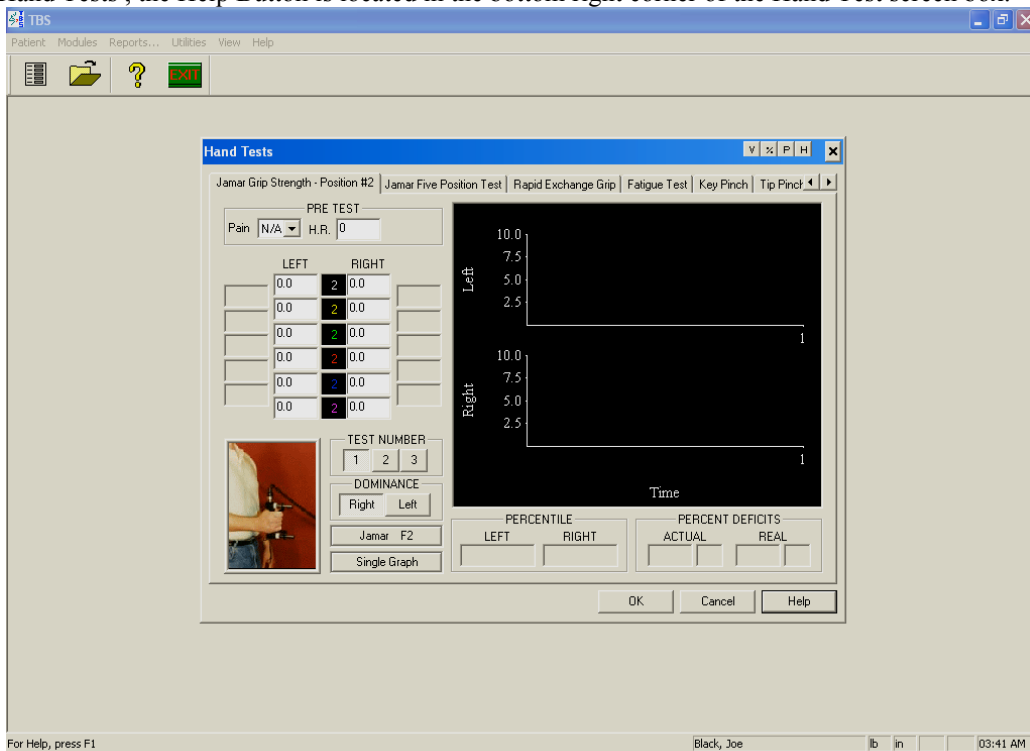 Hand Tests', the Help Button is located in the bottom right corner of the Hand Test screen box.
TBS
Patient Modules Reports... Utilities View Help
EXIT
Hand Tests V % P H
Jamar Grip Strength - Position #2 Jamar Five Position Test Rapid Exchange Grip Fatigue Test Key Pinch Tip Pinch
PRE TEST
Pain N/A H.R. 0
LEFT RIGHT
0.0 2 0.0
0.0 2 0.0
0.0 2 0.0
0.0 2 0.0
0.0 2 0.0
0.0 2 0.0
Left
10.0
7.5
5.0
2.5
1
Right
10.0
7.5
5.0
2.5
1
Time
TEST NUMBER
1 2 3
DOMINANCE
Right Left
Jamar F2
Single Graph
PERCENTILE
LEFT RIGHT
PERCENT DEFICITS
ACTUAL REAL
OK Cancel Help
For Help, press F1 Black, Joe lb in 03:41 AM